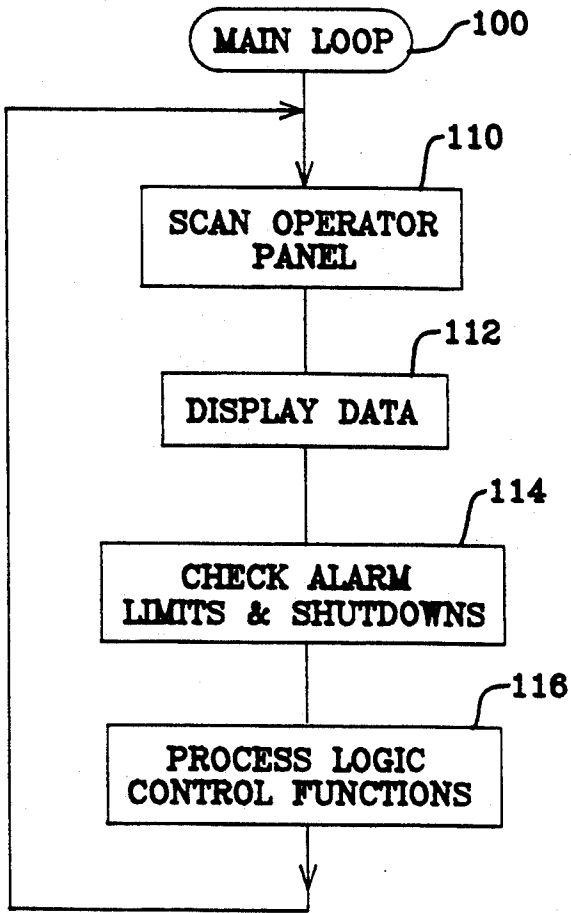 MAIN LOOP
100
110
SCAN OPERATOR
PANEL
112
DISPLAY DATA
114
CHECK ALARM
LIMITS & SHUTDOWNS
116
PROCESS LOGIC
CONTROL FUNCTIONS